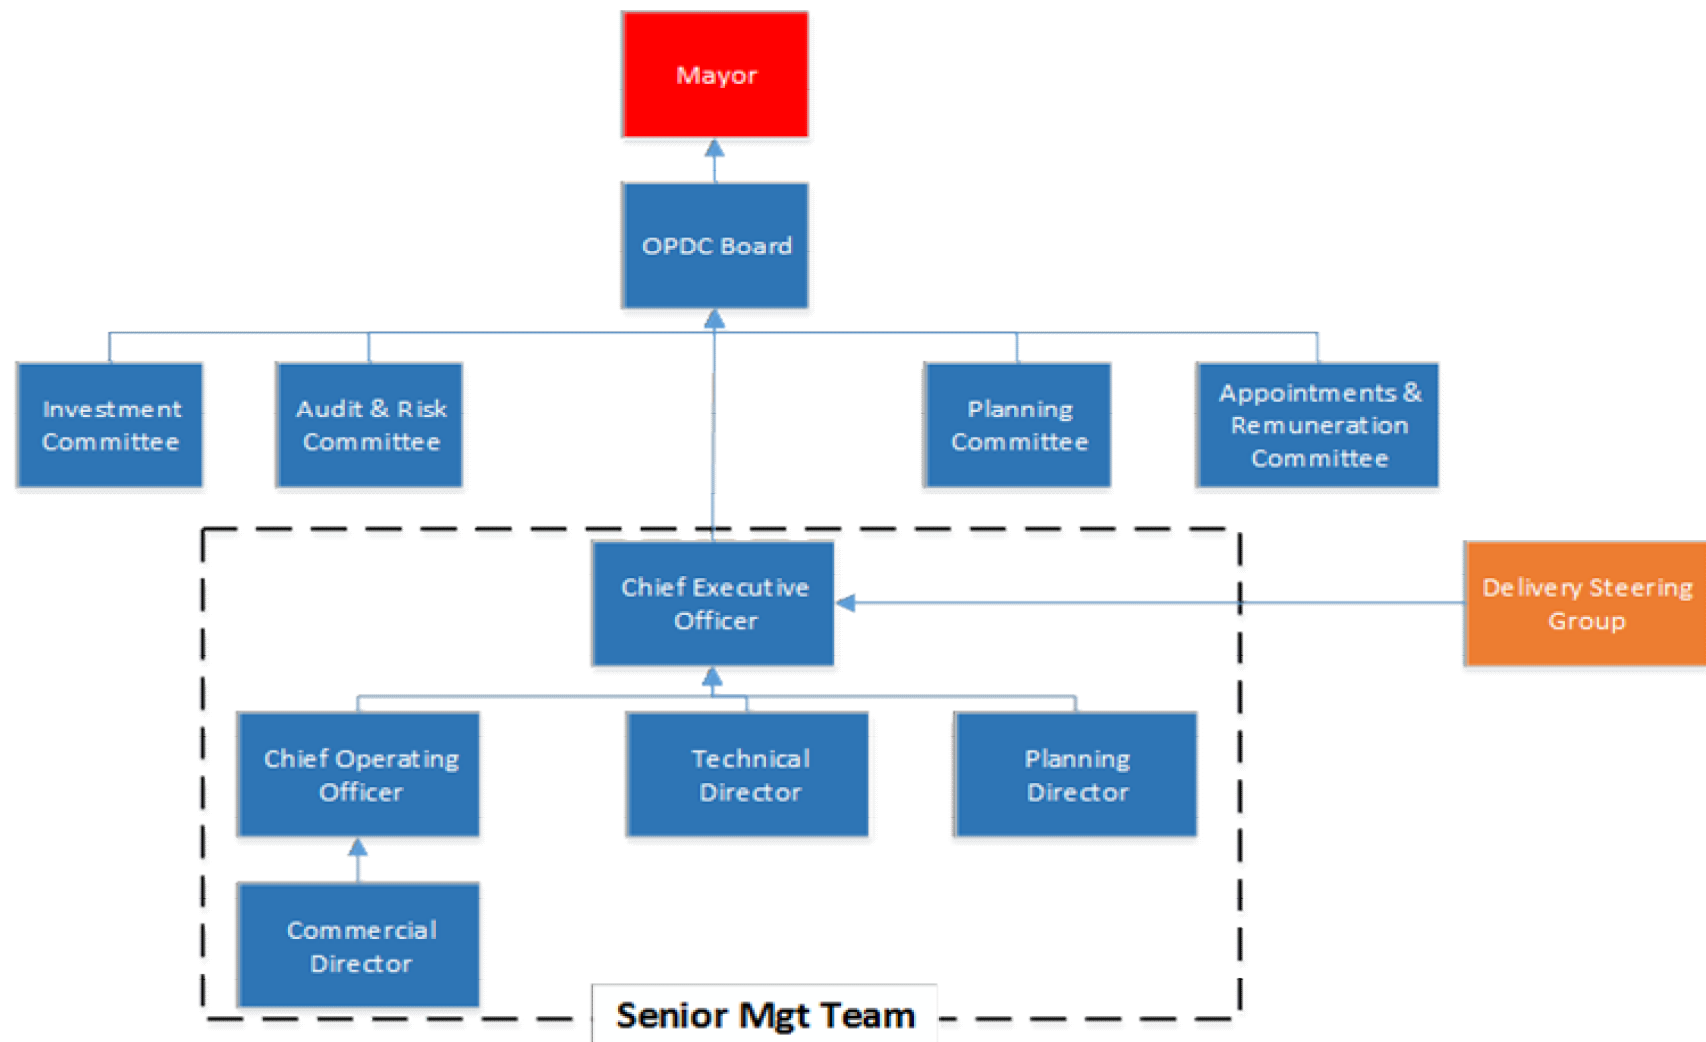 Mayor
OPDC Board
Investment
Committee
Audit & Risk
Committee
Planning
Committee
Appointments &
Remuneration
Committee
Chief Executive
Officer
Delivery Steering
Group
Chief Operating
Officer
Technical
Director
Planning
Director
Commercial
Director
Senior Mgt Team